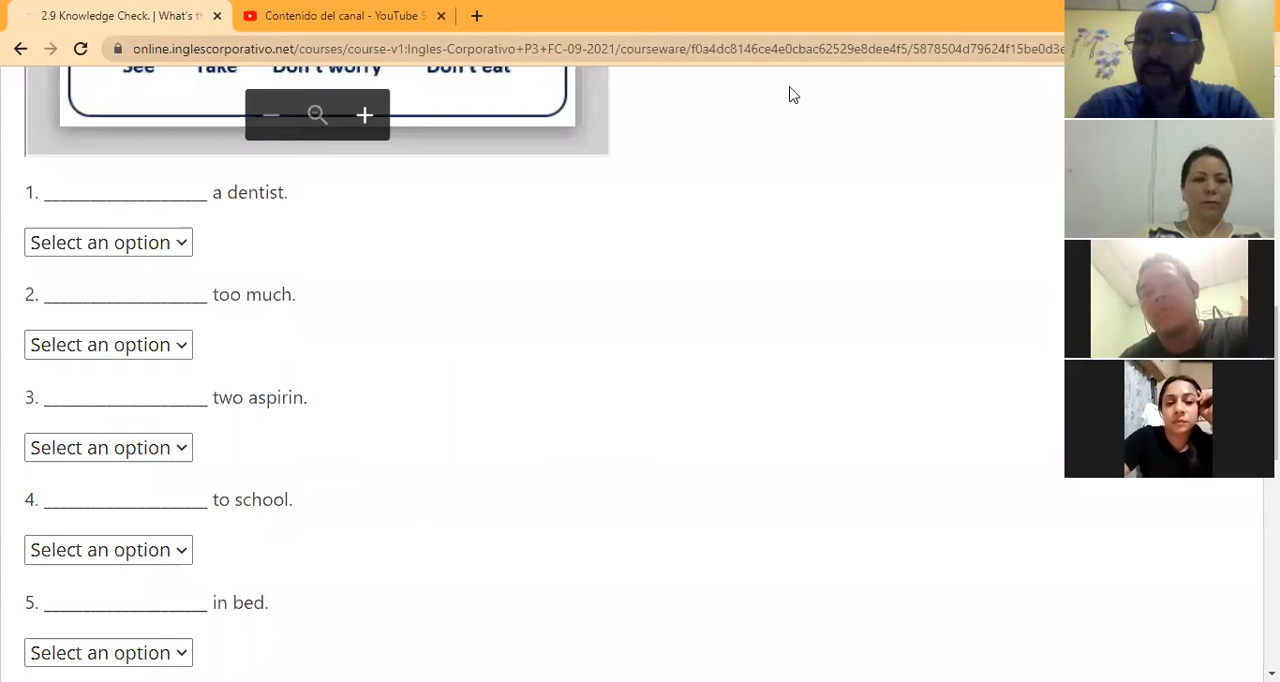 2.9 Knowledge Check. | What's t
Contenido del canal - YouTube S
online.inglescorporativo.net/courses/course-v1:Ingles-Corporativo+P3+FC-09-2021/courseware/f0a4dc8146ce4e0cbac62529e8dee4f5/5878504d79624f15be0d3e
See Take Don't worry Don't eat
1. __________________ a dentist.
Select an option
2. __________________ too much.
Select an option
3. __________________ two aspirin.
Select an option
4. __________________ to school.
Select an option
5. __________________ in bed.
Select an option